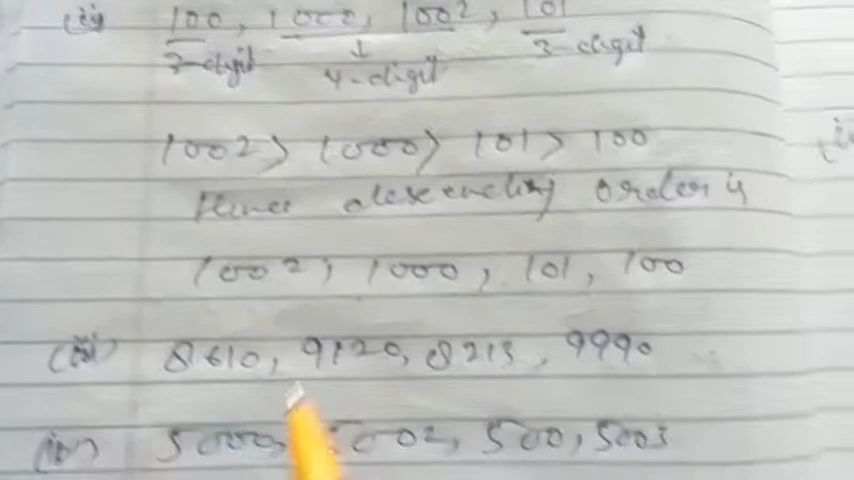 (ii) 100, 1000, 1002, 101
3-digit 4-digit 3-digit
1002 > 1000 > 101 > 100
Hence descending order is
1002, 1000, 101, 100
(iii) 8610, 9120, 8213, 9990
(iv) 5000, 5002, 500, 5003